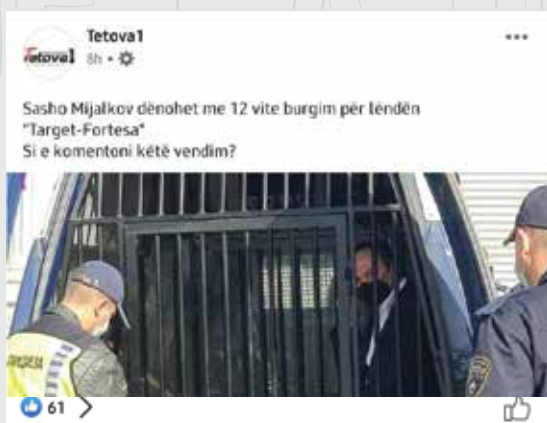 Tetova1
Tetova1
8h
Sasho Mijalkov dënohet me 12 vite burgim për lëndën
"Target-Fortesa"
Si e komentoni këtë vendim?
61